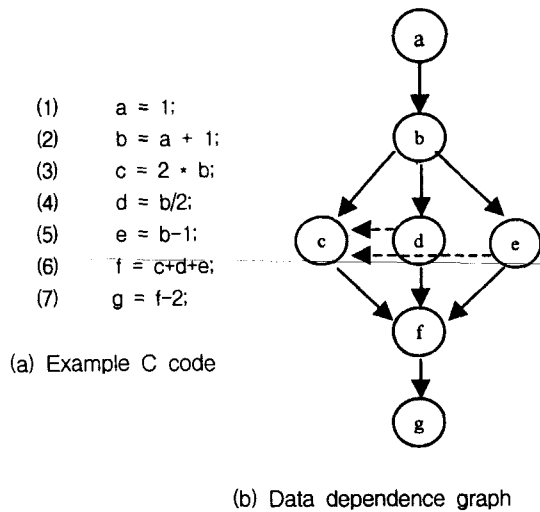 (1) a = 1;
(2) b = a + 1;
(3) c = 2 * b;
(4) d = b/2;
(5) e = b-1;
(6) f = c+d+e;
(7) g = f-2;
(a) Example C code
a
b
c
d
e
f
g
(b) Data dependence graph